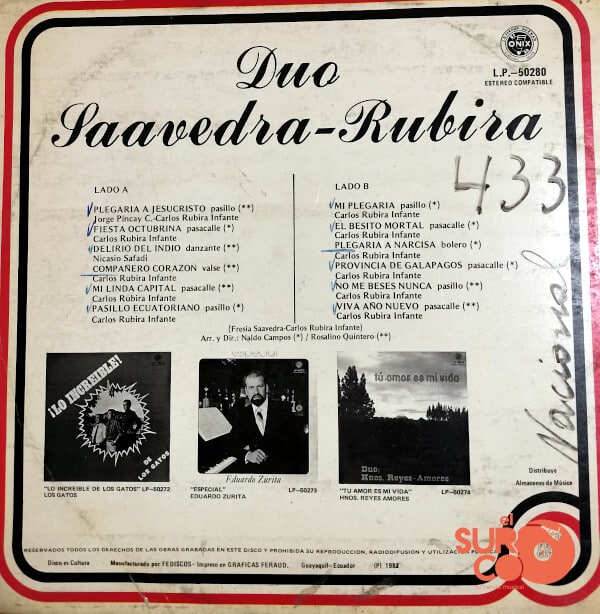 ONIX
L.P.—50280
ESTEREO COMPATIBLE
Duo
Saavedra-Rubira
433
Nacional
LADO A
PLEGARIA A JESUCRISTO pasillo (**)
Jorge Pincay C.-Carlos Rubira Infante
FIESTA OCTUBRINA pasacalle (*)
Carlos Rubira Infante
DELIRIO DEL INDIO danzante (**)
Nicasio Safadi
COMPAÑERO CORAZON valse (**)
Carlos Rubira Infante
MI LINDA CAPITAL pasacalle (**)
Carlos Rubira Infante
PASILLO ECUATORIANO pasillo (*)
Carlos Rubira Infante
LADO B
MI PLEGARIA pasillo (*)
Carlos Rubira Infante
EL BESITO MORTAL pasacalle (*)
Carlos Rubira Infante
PLEGARIA A NARCISA bolero (*)
Carlos Rubira Infante
PROVINCIA DE GALAPAGOS pasacalle (*)
Carlos Rubira Infante
NO ME BESES NUNCA pasillo (**)
Carlos Rubira Infante
VIVA AÑO NUEVO pasacalle (**)
Carlos Rubira Infante
(Fresia Saavedra-Carlos Rubira Infante)
Arr. y Dir.: Naldo Campos (*) / Rosalino Quintero (**)
¡LO INCREIBLE!
DE LOS GATOS
"LO INCREIBLE DE LOS GATOS" LP—50272
LOS GATOS
especial
Eduardo Zurita
"ESPECIAL" LP—50273
EDUARDO ZURITA
tú amor es mi vida
Duo:
Hnos. Reyes-Amores
"TU AMOR ES MI VIDA" LP—50274
HNOS. REYES AMORES
Distribuye
Almacenes de Música
RESERVADOS TODOS LOS DERECHOS DE LAS OBRAS GRABADAS EN ESTE DISCO Y PROHIBIDA SU REPRODUCCION, RADIODIFUSION Y UTILIZACION
Disco es Cultura
Manufacturado por FEDISCOS - Impreso en GRAFICAS FERAUD.
Guayaquil-Ecuador
(P)
el
SURCO